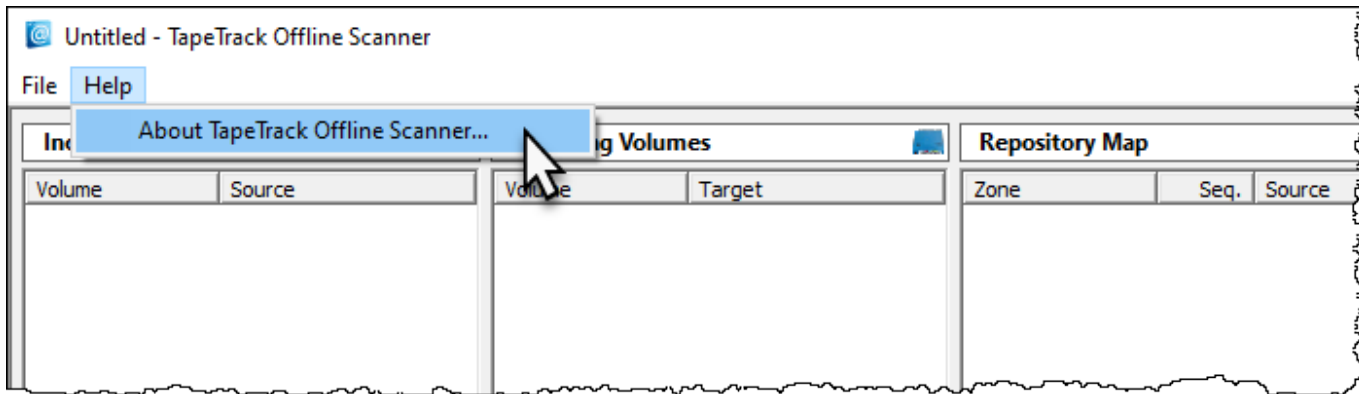 Untitled - TapeTrack Offline Scanner
File Help
About TapeTrack Offline Scanner...
Volumes
Repository Map
Volume Source
Target
Zone Seq. Source